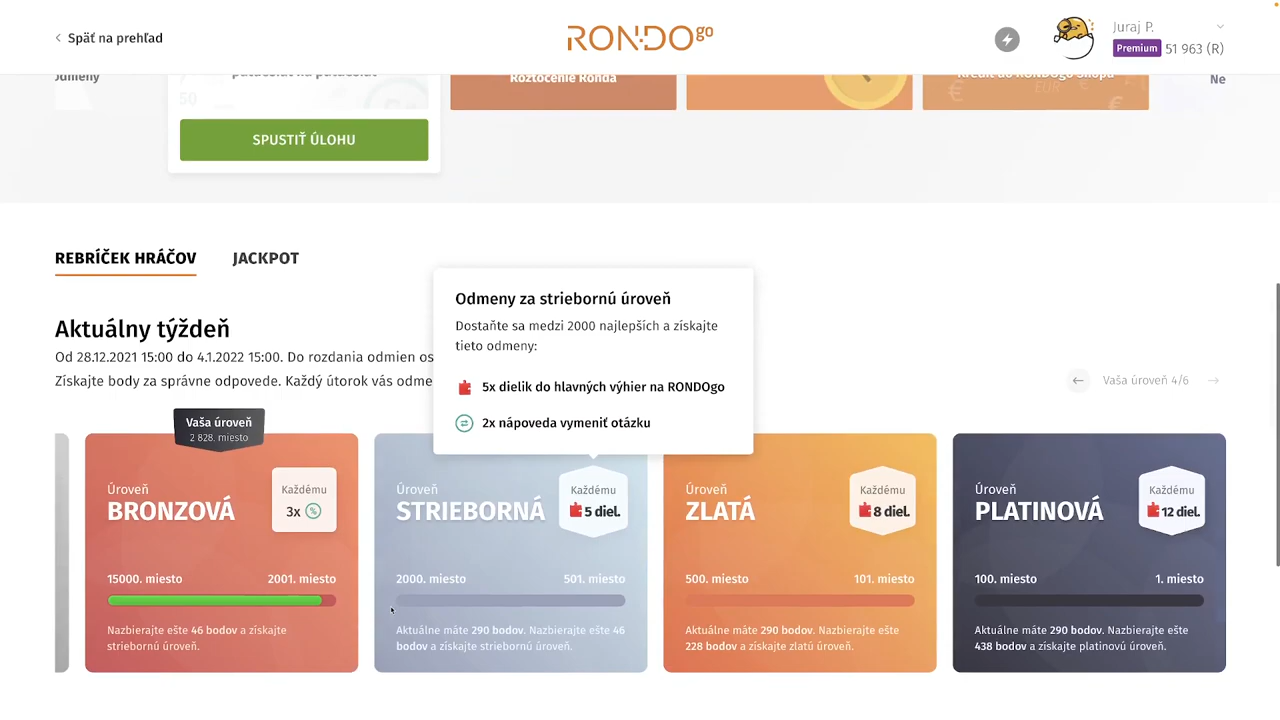 Späť na prehľad
RONDOgo
Juraj P.
Premium 51 963 (R)
50
Roztočenie Ronda
Kredit do RONDOgo Shopu
EUR
Ne
SPUSTIŤ ÚLOHU
REBRÍČEK HRÁČOV
JACKPOT
Odmeny za striebornú úroveň
Dostaňte sa medzi 2000 najlepších a získajte
tieto odmeny:
5x dielik do hlavných výhier na RONDOgo
2x nápoveda vymeniť otázku
Aktuálny týždeň
Od 28.12.2021 15:00 do 4.1.2022 15:00. Do rozdania odmien os
Získajte body za správne odpovede. Každý útorok vás odme
Vaša úroveň 4/6
Vaša úroveň
2 828. miesto
Úroveň
BRONZOVÁ
Každému
3x
15000. miesto
2001. miesto
Nazbierajte ešte 46 bodov a získajte
striebornú úroveň.
Úroveň
STRIEBORNÁ
Každému
5 diel.
2000. miesto
501. miesto
Aktuálne máte 290 bodov. Nazbierajte ešte 46
bodov a získajte striebornú úroveň.
Úroveň
ZLATÁ
Každému
8 diel.
500. miesto
101. miesto
Aktuálne máte 290 bodov. Nazbierajte ešte
228 bodov a získajte zlatú úroveň.
Úroveň
PLATINOVÁ
Každému
12 diel.
100. miesto
1. miesto
Aktuálne máte 290 bodov. Nazbierajte ešte
438 bodov a získajte platinovú úroveň.